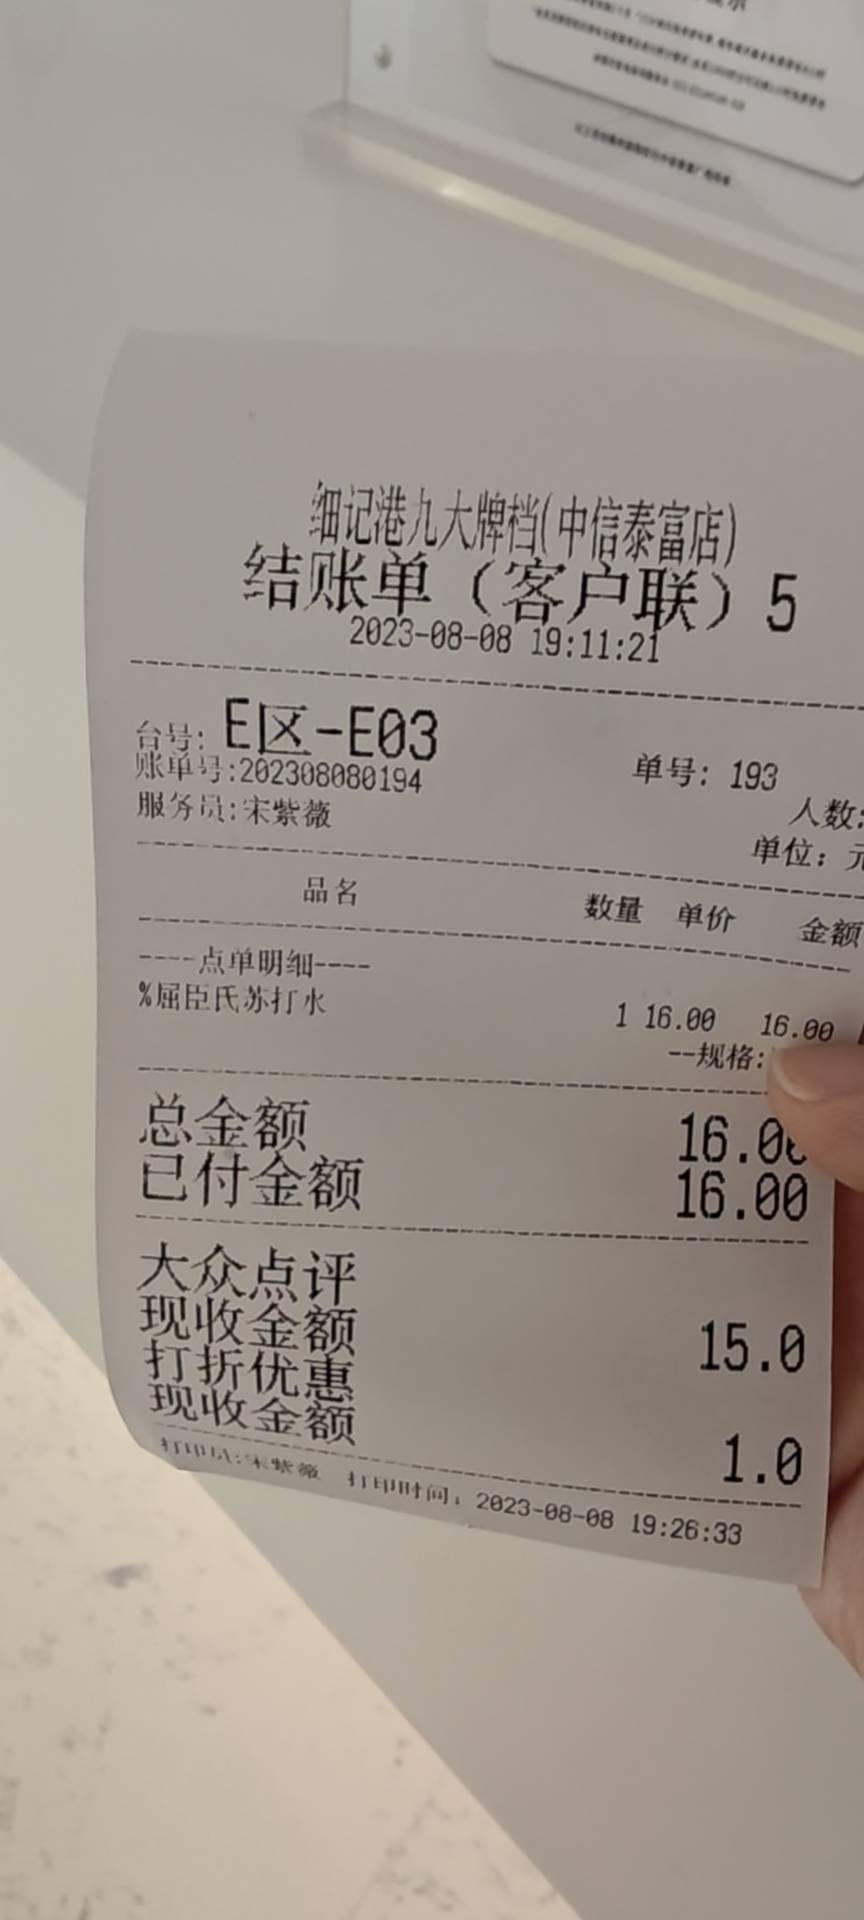 细记港九大牌档(中信泰富店)
结账单（客户联）5
2023-08-08 19:11:21
台号: E区-E03 单号: 193
账单号:202308080194 人数:
服务员:宋紫薇 单位: 元
品名 数量 单价 金额
----点单明细----
%屈臣氏苏打水 1 16.00 16.00
--规格:
总金额 16.00
已付金额 16.00
大众点评
现收金额 15.0
打折优惠
现收金额 1.0
打印员:宋紫薇 打印时间: 2023-08-08 19:26:33